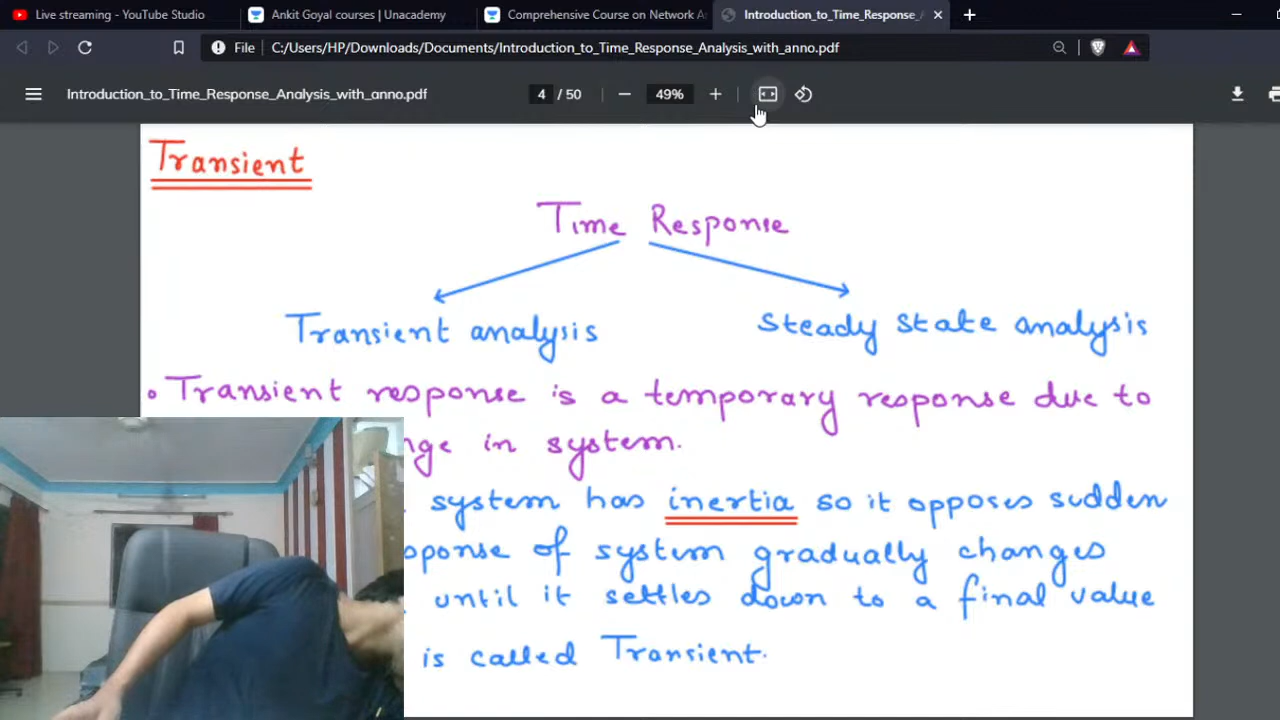 Live streaming - YouTube Studio
Ankit Goyal courses | Unacademy
Comprehensive Course on Network A
Introduction_to_Time_Response_A
File C:/Users/HP/Downloads/Documents/Introduction_to_Time_Response_Analysis_with_anno.pdf
Introduction_to_Time_Response_Analysis_with_anno.pdf 4 / 50 49%
Transient
Time Response
Transient analysis
Steady State analysis
• Transient response is a temporary response due to
nge in system.
system has inertia so it opposes sudden
ponse of system gradually changes
until it settles down to a final value
is called Transient.